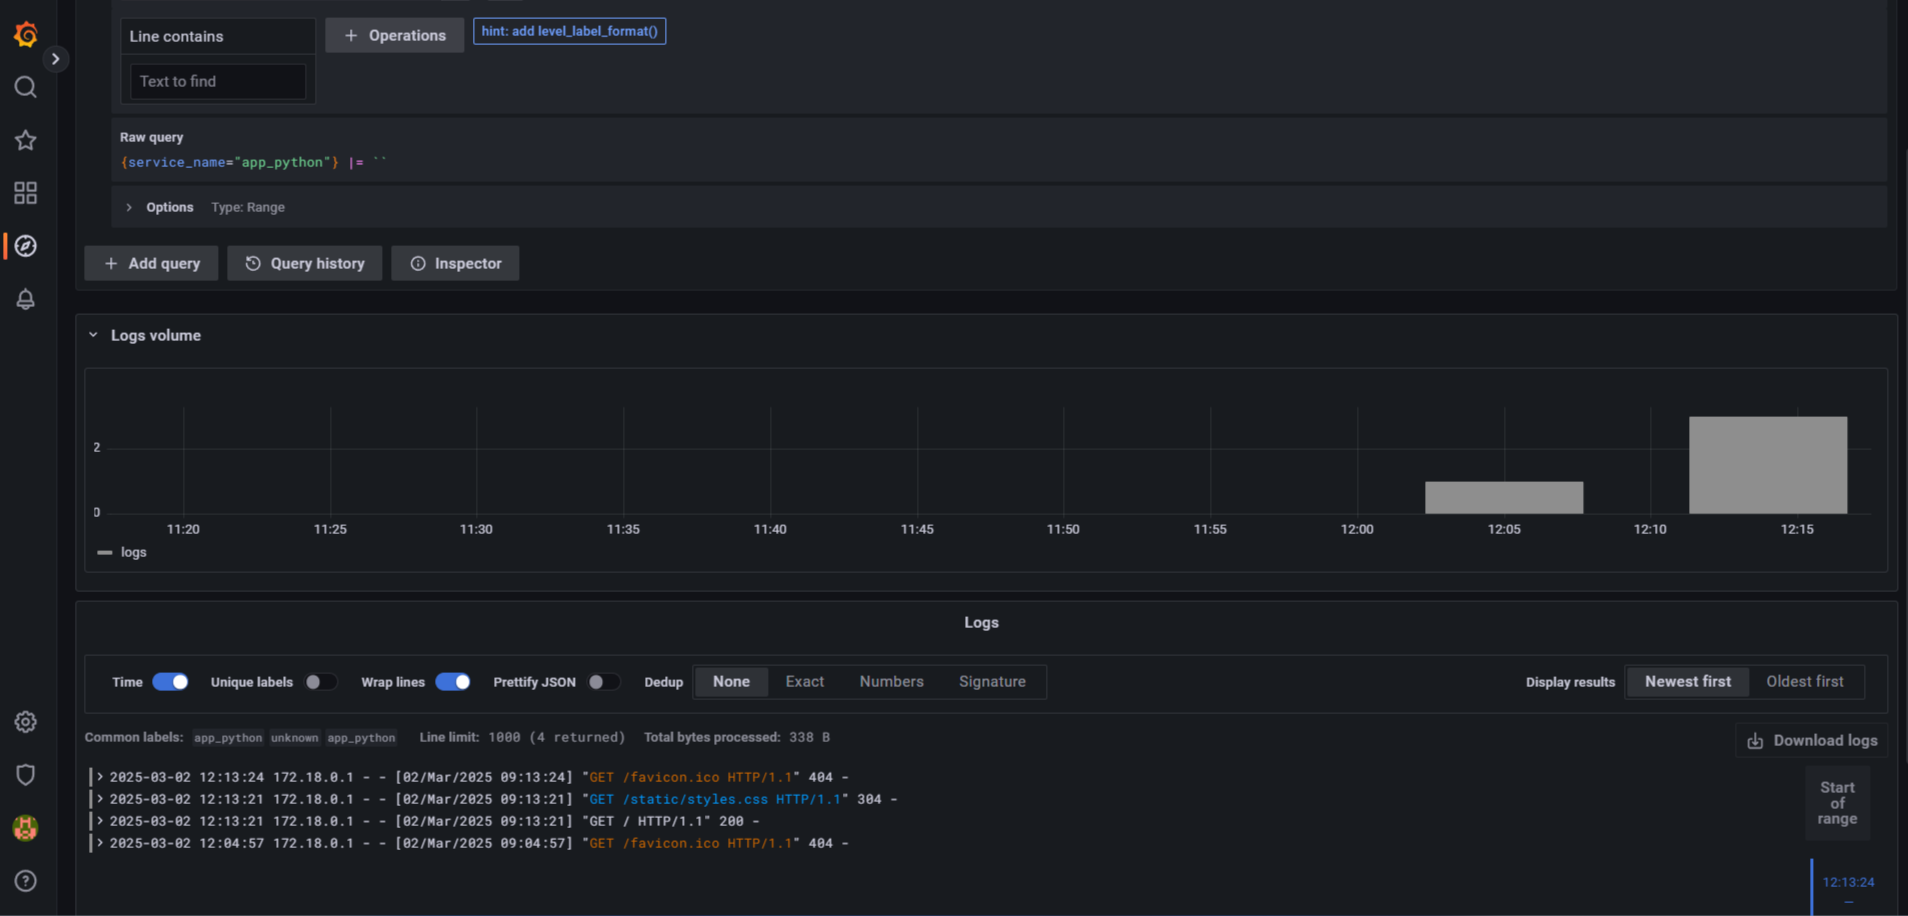 Line contains
+ Operations
hint: add level_label_format()
Text to find
Raw query
{service_name="app_python"} |= ``
Options Type: Range
+ Add query Query history Inspector
Logs volume
2
0
11:20 11:25 11:30 11:35 11:40 11:45 11:50 11:55 12:00 12:05 12:10 12:15
logs
Logs
Time Unique labels Wrap lines Prettify JSON Dedup None Exact Numbers Signature Display results Newest first Oldest first
Common labels: app_python unknown app_python Line limit: 1000 (4 returned) Total bytes processed: 338 B
Download logs
> 2025-03-02 12:13:24 172.18.0.1 - - [02/Mar/2025 09:13:24] "GET /favicon.ico HTTP/1.1" 404 -
> 2025-03-02 12:13:21 172.18.0.1 - - [02/Mar/2025 09:13:21] "GET /static/styles.css HTTP/1.1" 304 -
> 2025-03-02 12:13:21 172.18.0.1 - - [02/Mar/2025 09:13:21] "GET / HTTP/1.1" 200 -
> 2025-03-02 12:04:57 172.18.0.1 - - [02/Mar/2025 09:04:57] "GET /favicon.ico HTTP/1.1" 404 -
Start
of
range
12:13:24
—